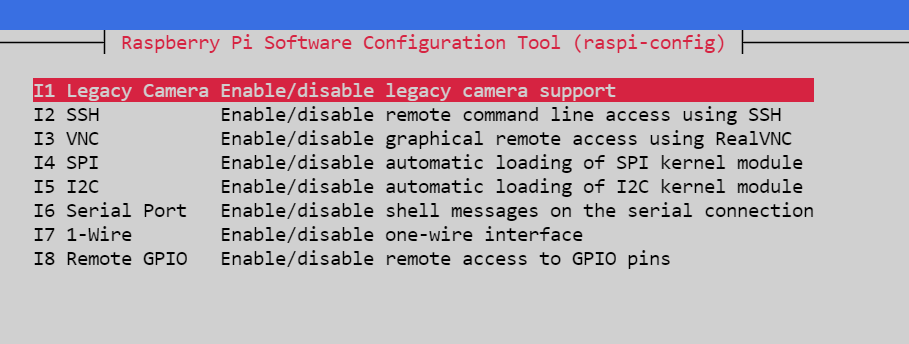 Raspberry Pi Software Configuration Tool (raspi-config)
I1 Legacy Camera Enable/disable legacy camera support
I2 SSH Enable/disable remote command line access using SSH
I3 VNC Enable/disable graphical remote access using RealVNC
I4 SPI Enable/disable automatic loading of SPI kernel module
I5 I2C Enable/disable automatic loading of I2C kernel module
I6 Serial Port Enable/disable shell messages on the serial connection
I7 1-Wire Enable/disable one-wire interface
I8 Remote GPIO Enable/disable remote access to GPIO pins